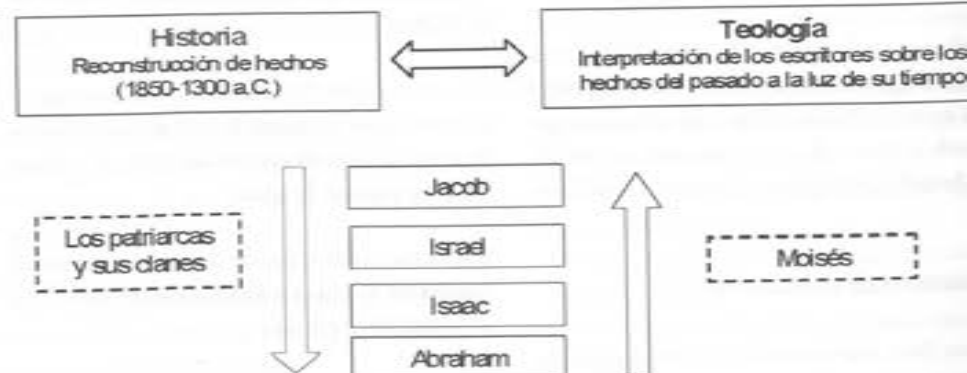 Historia
Reconstrucción de hechos
(1850-1300 a.C.)
Teología
Interpretación de los escritores sobre los
hechos del pasado a la luz de su tiempo
Los patriarcas
y sus clanes
Jacob
Israel
Isaac
Abraham
Moisés